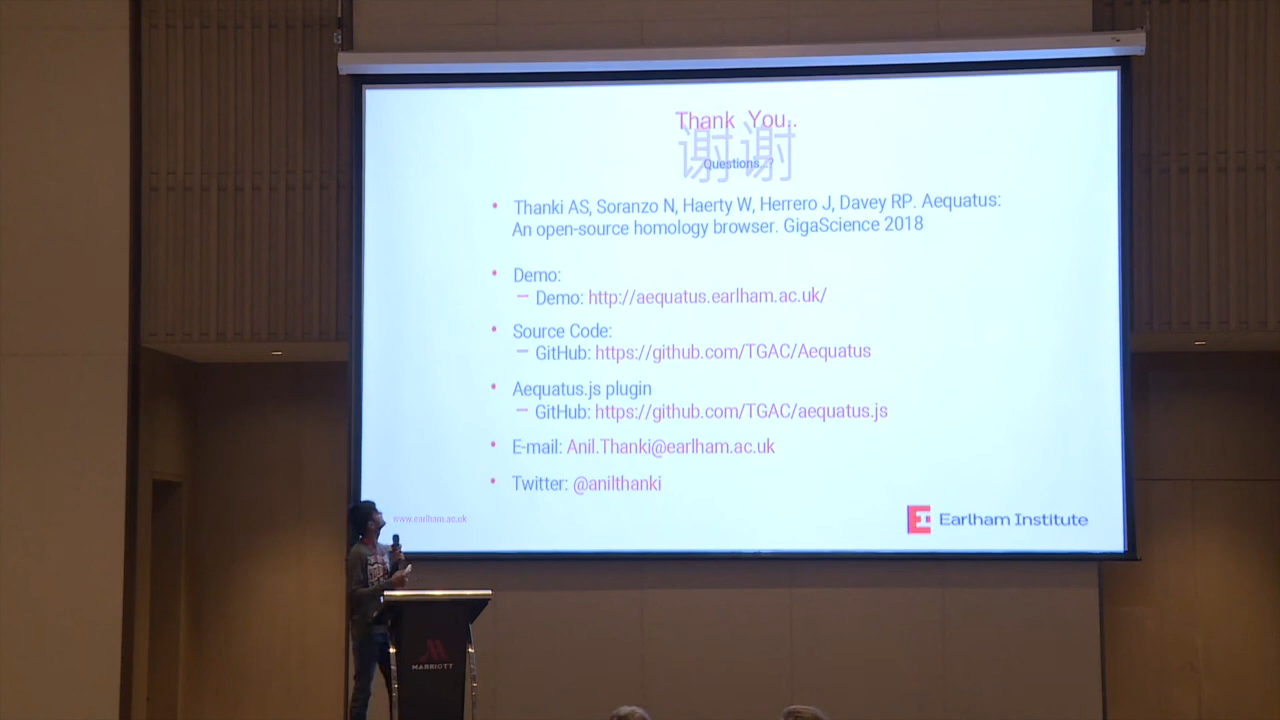 Thank You..
谢谢
Questions..?
Thanki AS, Soranzo N, Haerty W, Herrero J, Davey RP. Aequatus:
An open-source homology browser. GigaScience 2018
Demo:
– Demo: http://aequatus.earlham.ac.uk/
Source Code:
– GitHub: https://github.com/TGAC/Aequatus
Aequatus.js plugin
– GitHub: https://github.com/TGAC/aequatus.js
E-mail: Anil.Thanki@earlham.ac.uk
Twitter: @anilthanki
www.earlham.ac.uk
Earlham Institute
MARRIOTT